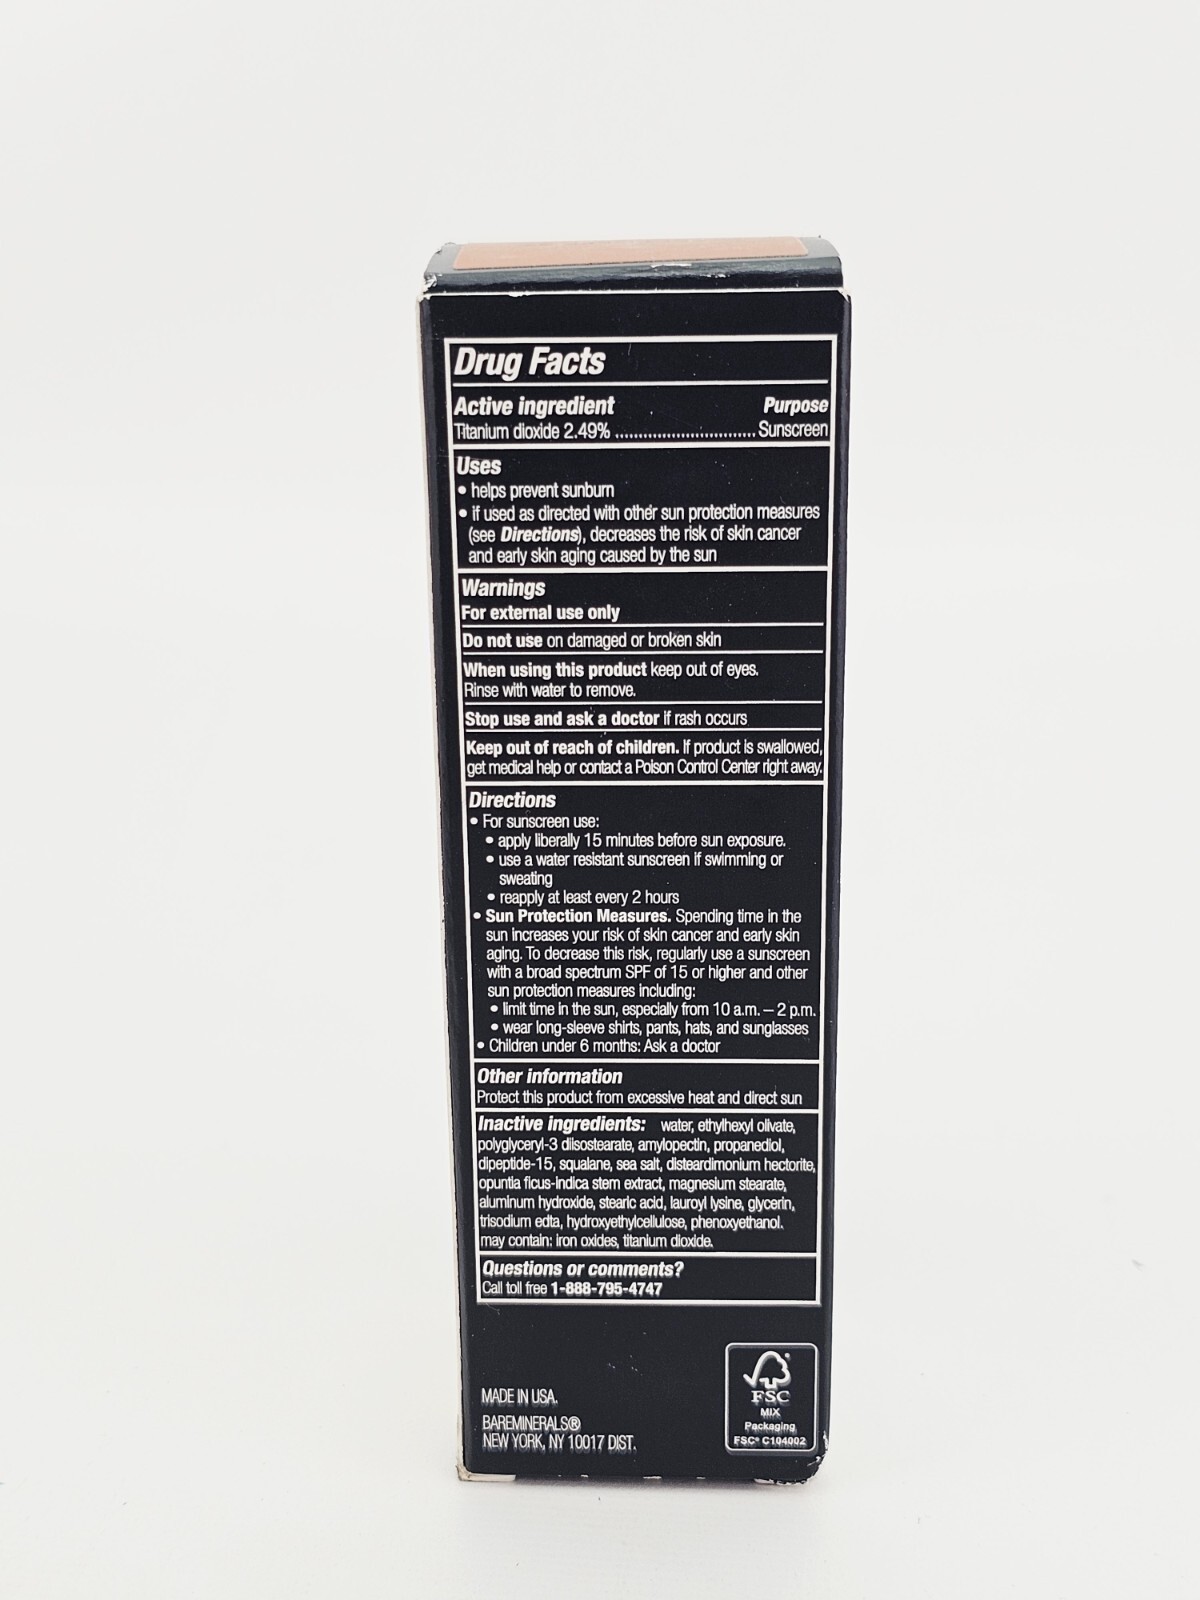 Drug Facts
Active ingredient Purpose
Titanium dioxide 2.49% .............................. Sunscreen
Uses
• helps prevent sunburn
• if used as directed with other sun protection measures
(see Directions), decreases the risk of skin cancer
and early skin aging caused by the sun
Warnings
For external use only
Do not use on damaged or broken skin
When using this product keep out of eyes.
Rinse with water to remove.
Stop use and ask a doctor if rash occurs
Keep out of reach of children. If product is swallowed,
get medical help or contact a Poison Control Center right away.
Directions
• For sunscreen use:
• apply liberally 15 minutes before sun exposure.
• use a water resistant sunscreen if swimming or
sweating
• reapply at least every 2 hours
• Sun Protection Measures. Spending time in the
sun increases your risk of skin cancer and early skin
aging. To decrease this risk, regularly use a sunscreen
with a broad spectrum SPF of 15 or higher and other
sun protection measures including:
• limit time in the sun, especially from 10 a.m. – 2 p.m.
• wear long-sleeve shirts, pants, hats, and sunglasses
• Children under 6 months: Ask a doctor
Other information
Protect this product from excessive heat and direct sun
Inactive ingredients: water, ethylhexyl olivate,
polyglyceryl-3 diisostearate, amylopectin, propanediol,
dipeptide-15, squalane, sea salt, disteardimonium hectorite,
opuntia ficus-indica stem extract, magnesium stearate,
aluminum hydroxide, stearic acid, lauroyl lysine, glycerin,
trisodium edta, hydroxyethylcellulose, phenoxyethanol.
may contain: iron oxides, titanium dioxide.
Questions or comments?
Call toll free 1-888-795-4747
MADE IN USA.
BAREMINERALS®
NEW YORK, NY 10017 DIST.
FSC
MIX
Packaging
FSC® C104002